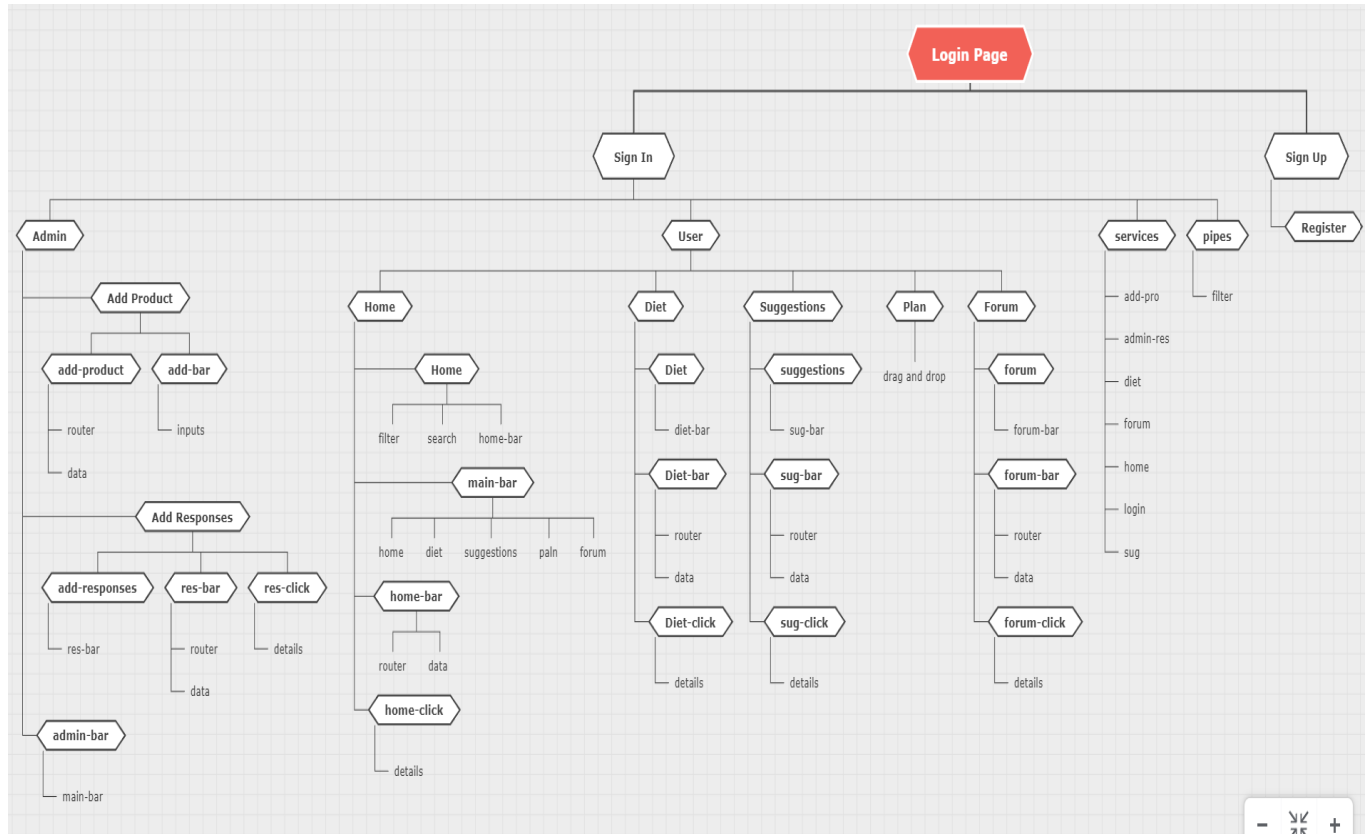 Login Page
Sign In
Sign Up
Admin
User
services
pipes
Register
Add Product
add-product
add-bar
router
data
inputs
Add Responses
add-responses
res-bar
res-click
res-bar
router
data
details
admin-bar
main-bar
Home
Home
filter
search
home-bar
main-bar
home
diet
suggestions
paln
forum
home-bar
router
data
home-click
details
Diet
Diet
diet-bar
Diet-bar
router
data
Diet-click
details
Suggestions
suggestions
sug-bar
sug-bar
router
data
sug-click
details
Plan
drag and drop
Forum
forum
forum-bar
forum-bar
router
data
forum-click
details
add-pro
admin-res
diet
forum
home
login
sug
filter